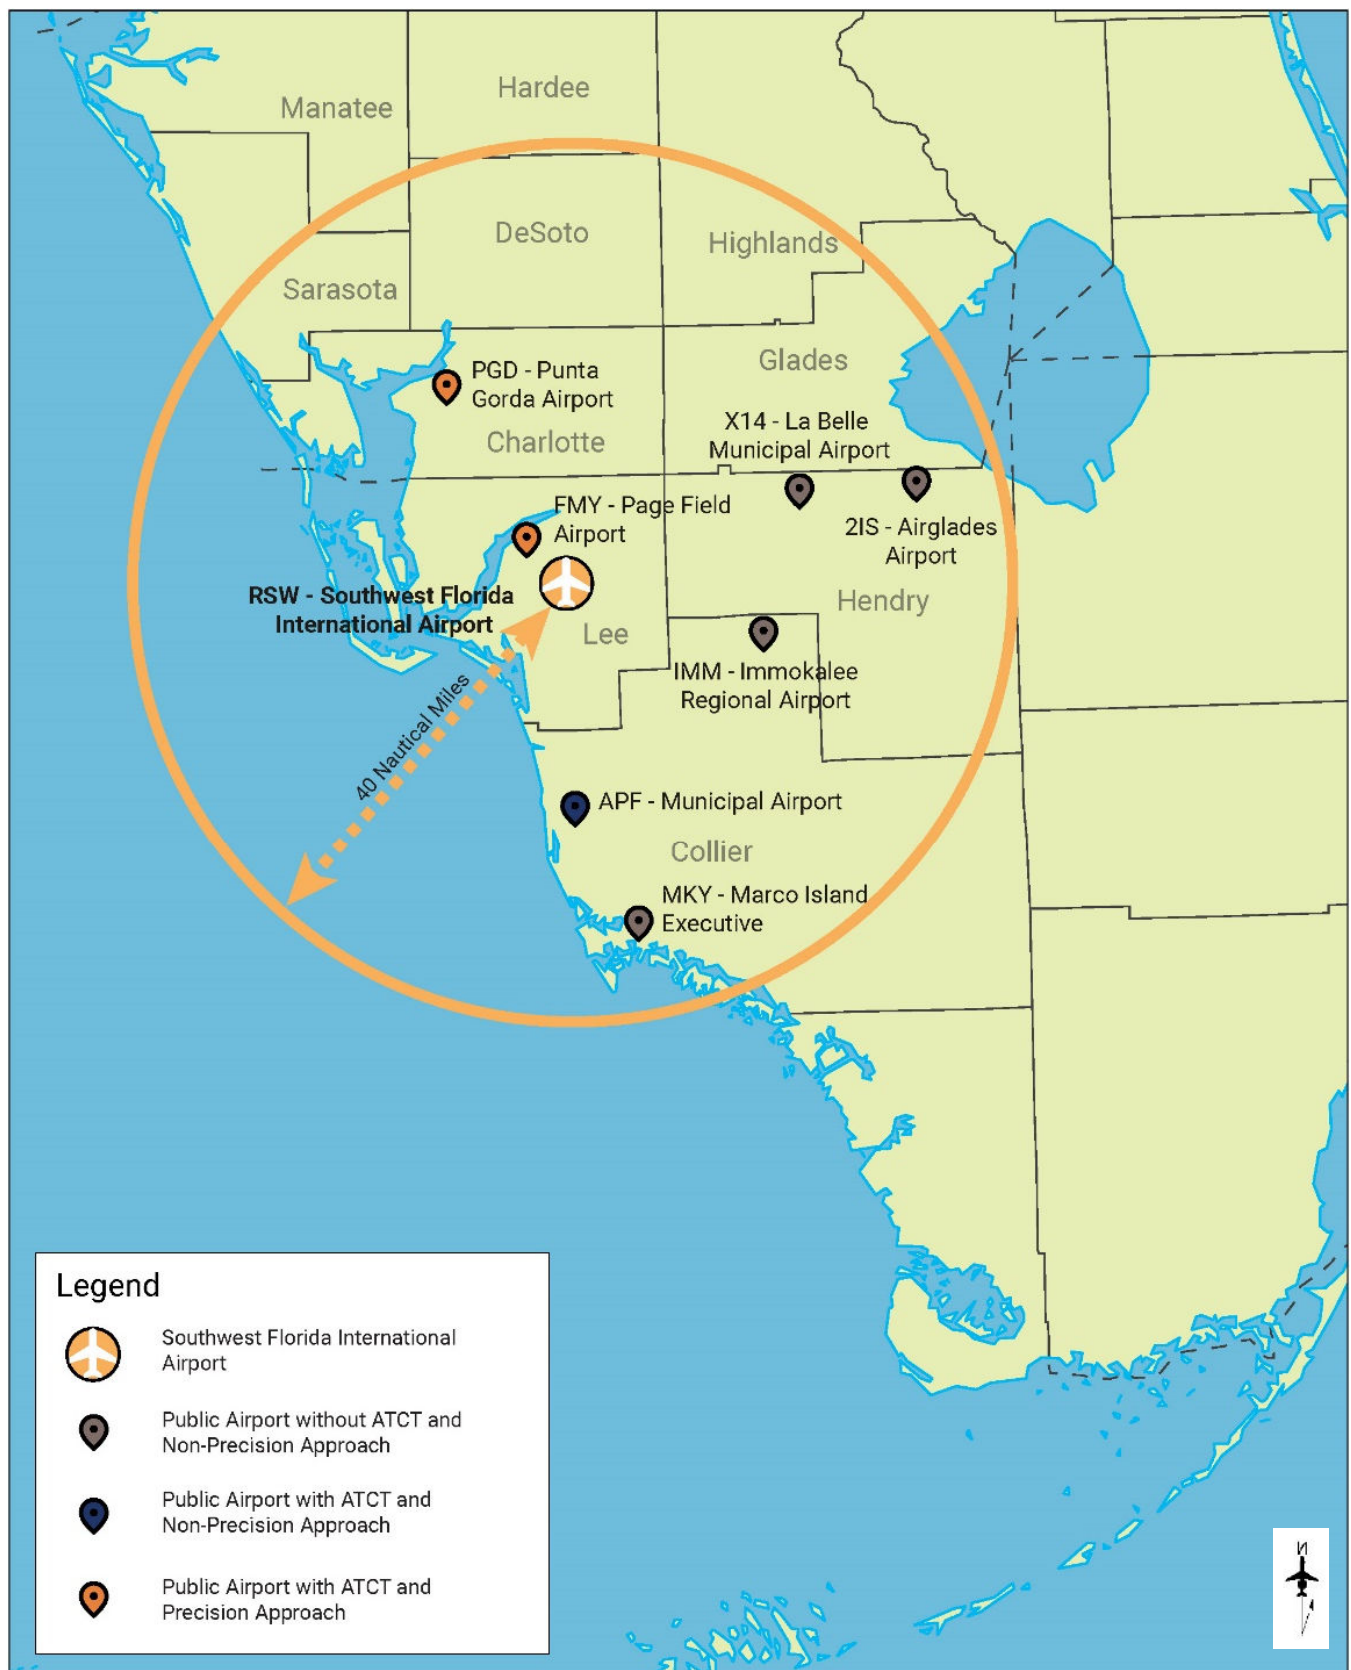 Manatee
Hardee
DeSoto
Highlands
Sarasota
Glades
PGD - Punta
Gorda Airport
X14 - La Belle
Municipal Airport
Charlotte
FMY - Page Field
Airport
2IS - Airglades
Airport
RSW - Southwest Florida
International Airport
Hendry
Lee
IMM - Immokalee
Regional Airport
40 Nautical Miles
APF - Municipal Airport
Collier
MKY - Marco Island
Executive
Legend
Southwest Florida International
Airport
Public Airport without ATCT and
Non-Precision Approach
Public Airport with ATCT and
Non-Precision Approach
Public Airport with ATCT and
Precision Approach
N